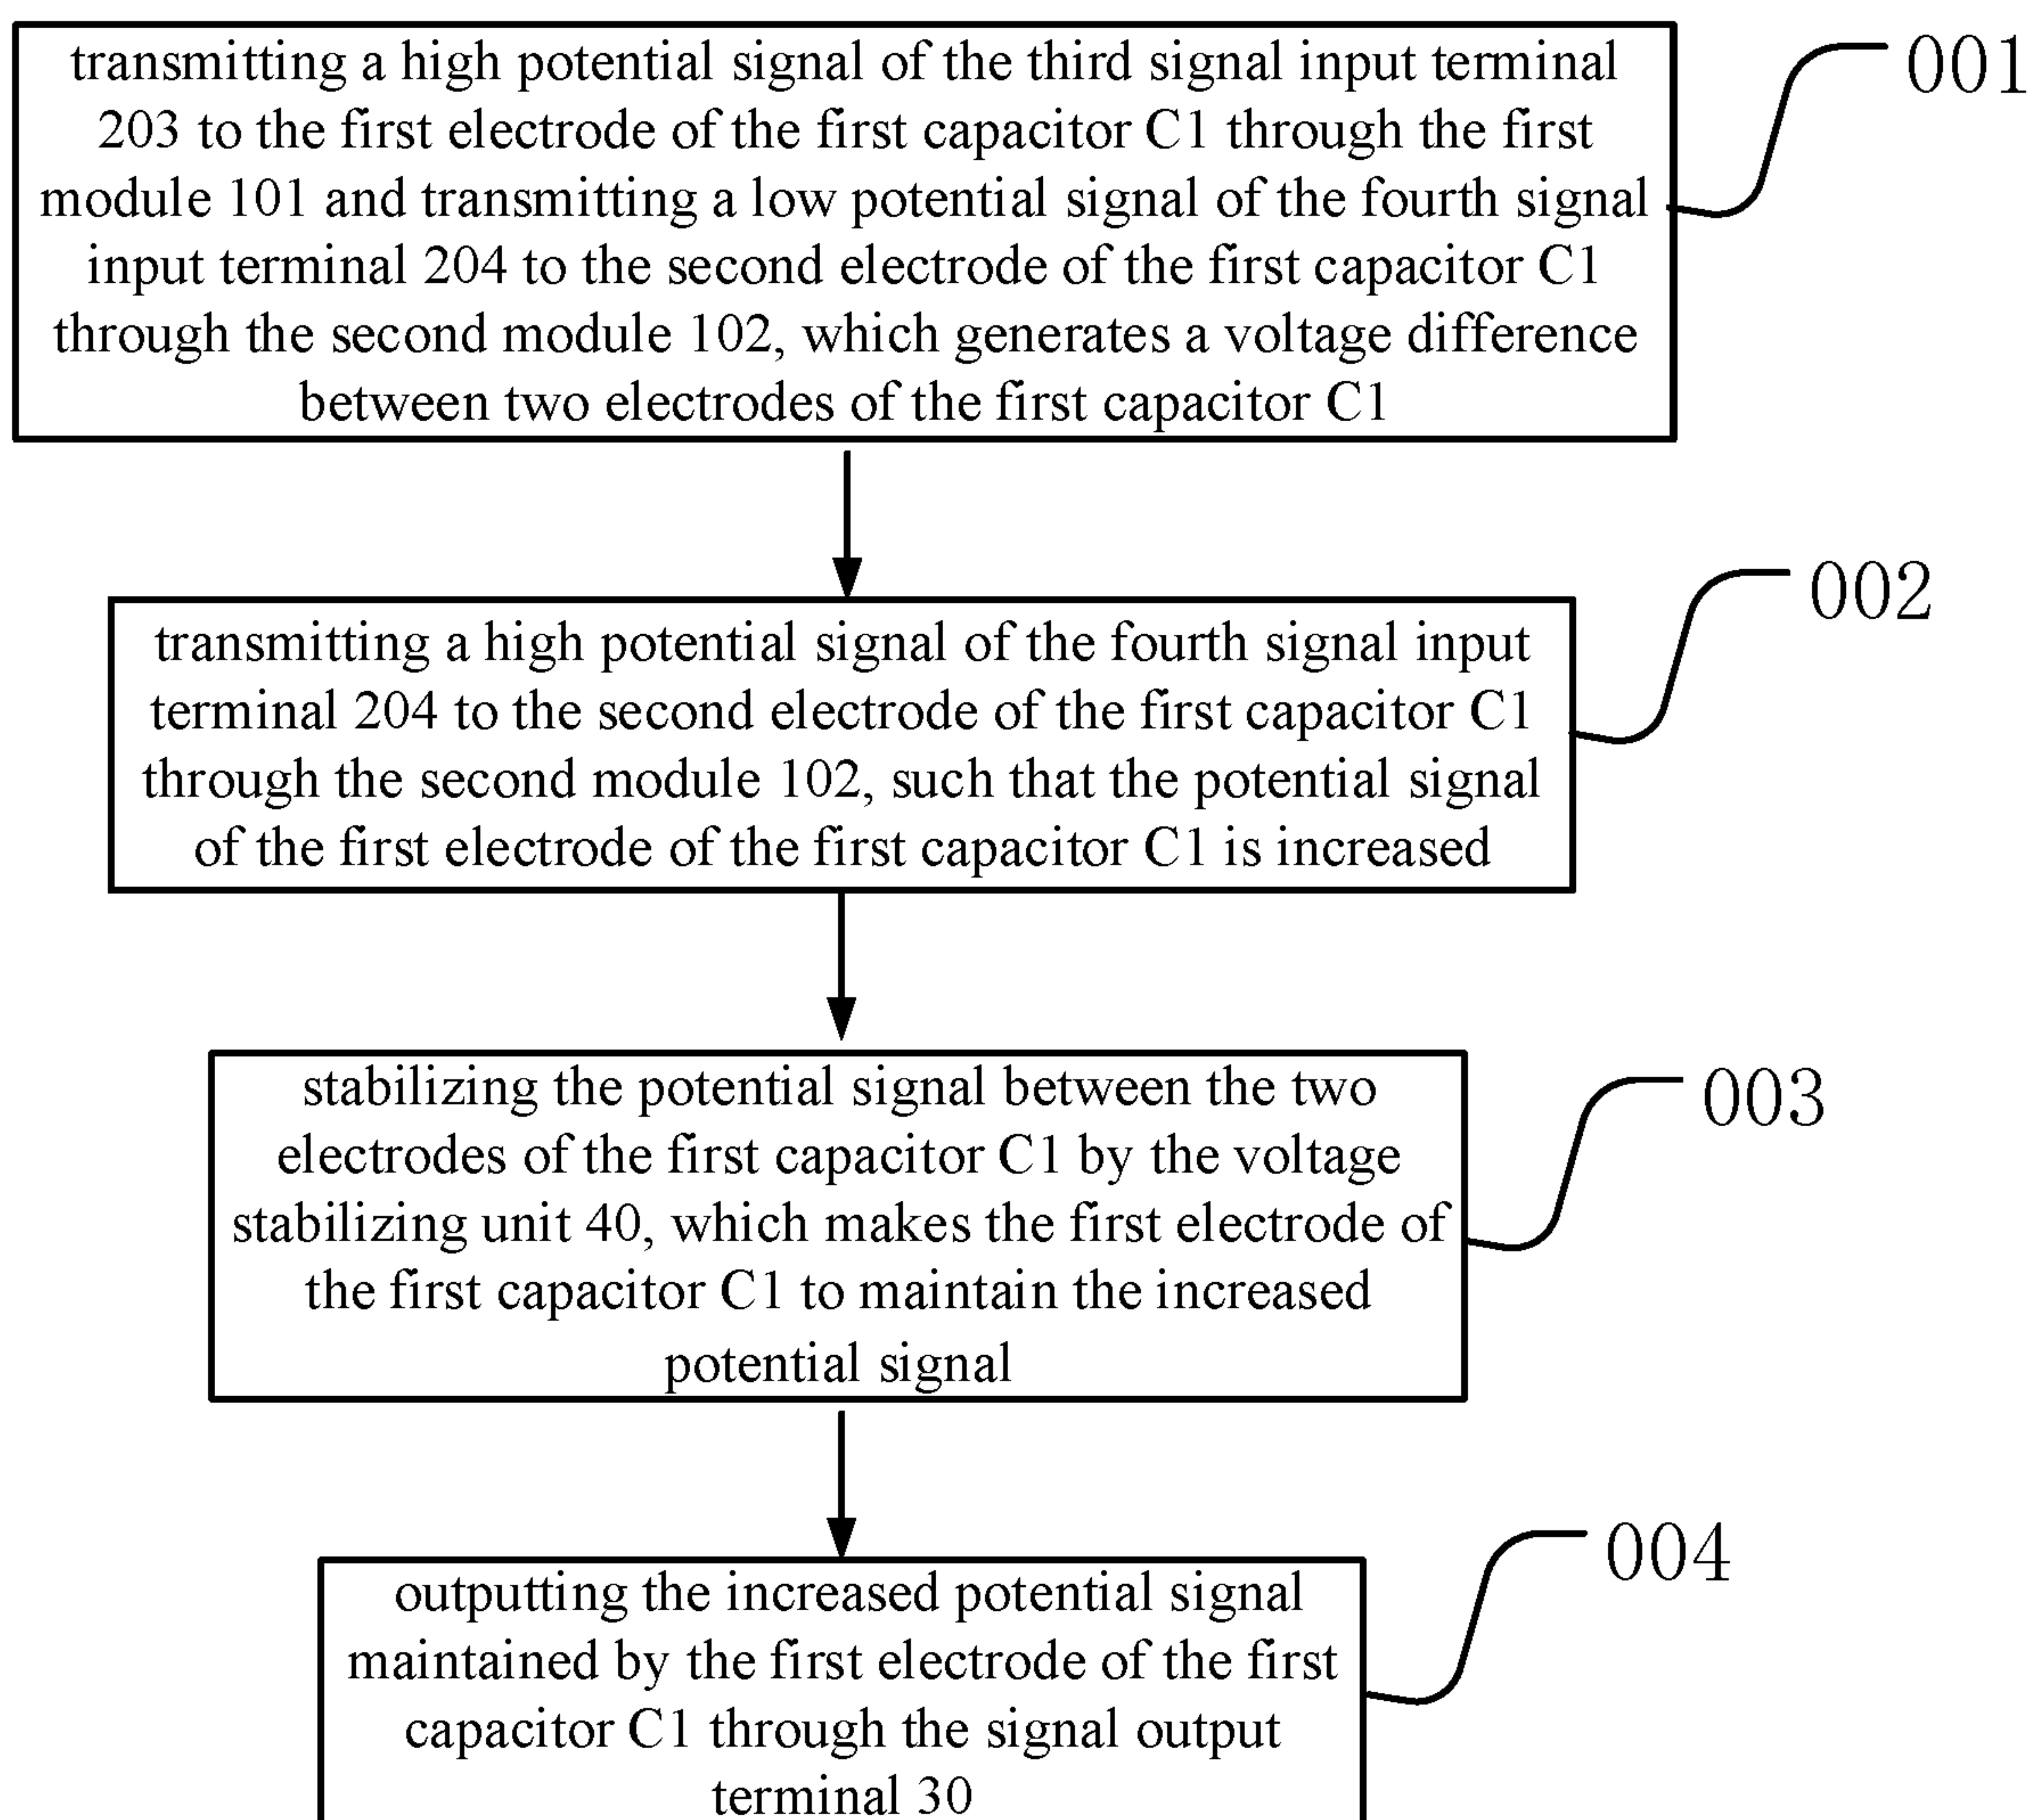 transmitting a high potential signal of the third signal input terminal
203 to the first electrode of the first capacitor C1 through the first
module 101 and transmitting a low potential signal of the fourth signal
input terminal 204 to the second electrode of the first capacitor C1
through the second module 102, which generates a voltage difference
between two electrodes of the first capacitor C1
001
transmitting a high potential signal of the fourth signal input
terminal 204 to the second electrode of the first capacitor C1
through the second module 102, such that the potential signal
of the first electrode of the first capacitor C1 is increased
002
stabilizing the potential signal between the two
electrodes of the first capacitor C1 by the voltage
stabilizing unit 40, which makes the first electrode of
the first capacitor C1 to maintain the increased
potential signal
003
outputting the increased potential signal
maintained by the first electrode of the first
capacitor C1 through the signal output
terminal 30
004